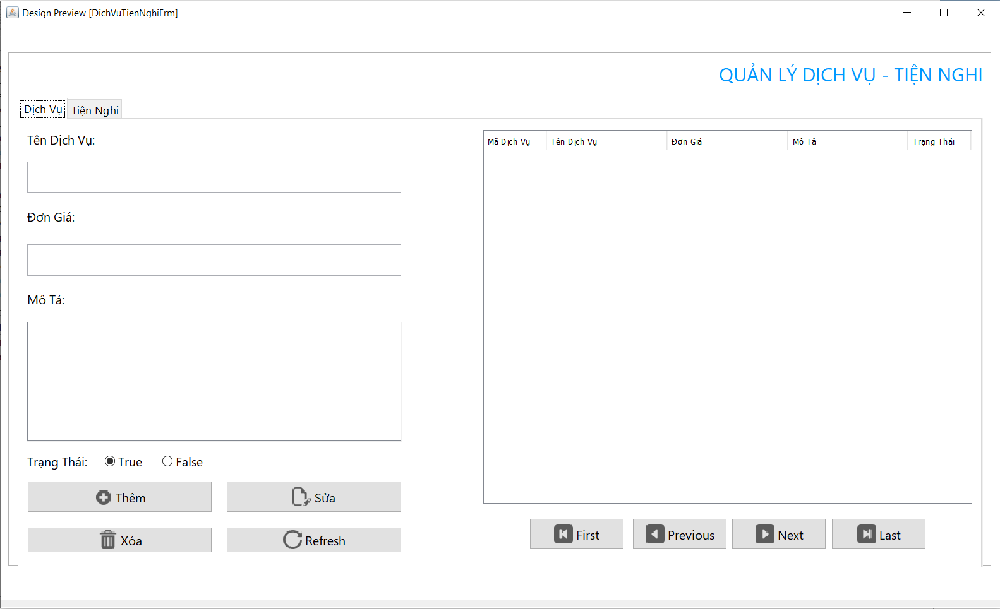 Design Preview [DichVuTienNghiFrm]
QUẢN LÝ DỊCH VỤ - TIỆN NGHI
Dịch Vụ
Tiện Nghi
Tên Dịch Vụ:
Đơn Giá:
Mô Tả:
Trạng Thái:
True
False
Thêm
Sửa
Xóa
Refresh
Mã Dịch Vụ
Tên Dịch Vụ
Đơn Giá
Mô Tả
Trạng Thái
First
Previous
Next
Last